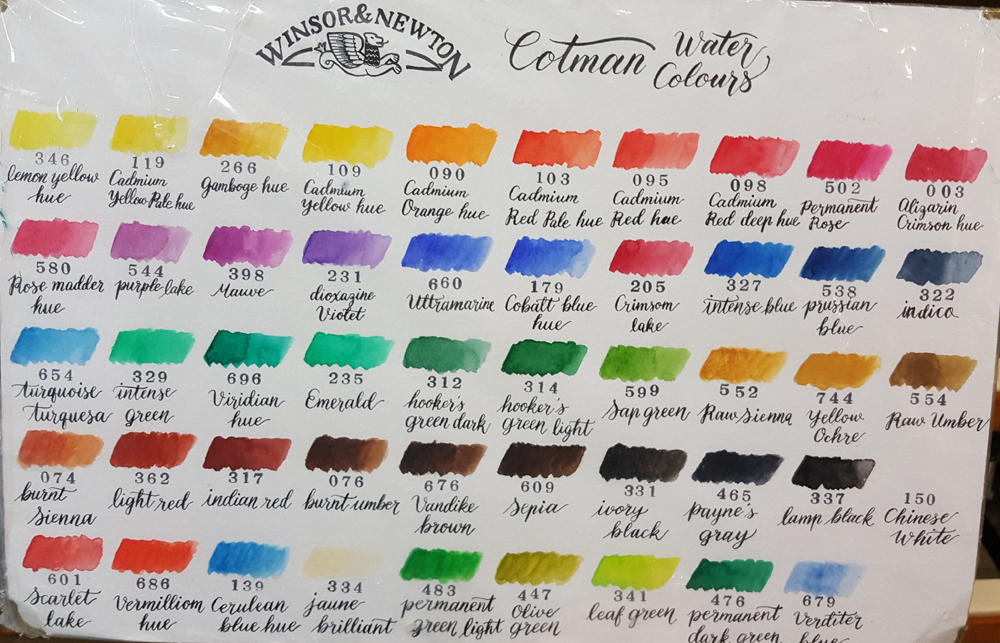 WINSOR&NEWTON
Cotman Water
Colours
346
lemon yellow
hue
119
Cadmium
Yellow Pale hue
266
Gamboge hue
109
Cadmium
Yellow hue
090
Cadmium
Orange hue
103
Cadmium
Red Pale hue
095
Cadmium
Red hue
098
Cadmium
Red deep hue
502
Permanent
Rose
003
Alizarin
Crimson hue
580
Rose madder
hue
544
purple lake
398
Mauve
231
dioxazine
Violet
660
Ultramarine
179
Cobalt blue
hue
205
Crimsom
lake
327
intense blue
538
prussian
blue
322
indico
654
turquoise
turquesa
329
intense
green
696
Viridian
hue
235
Emerald
312
hooker's
green dark
314
hooker's
green light
599
Sap green
552
Raw Sienna
744
Yellow
Ochre
554
Raw Umber
074
burnt
Sienna
362
light red
317
indian red
076
burnt umber
676
Vandike
brown
609
Sepia
331
ivory
black
465
payne's
gray
337
lamp black
150
Chinese
White
601
Scarlet
lake
686
Vermilliom
hue
139
Cerulean
blue hue
334
jaune
brilliant
483
permanent
green light
447
Olive
green
341
leaf green
476
permanent
dark green
679
Verditer
blue